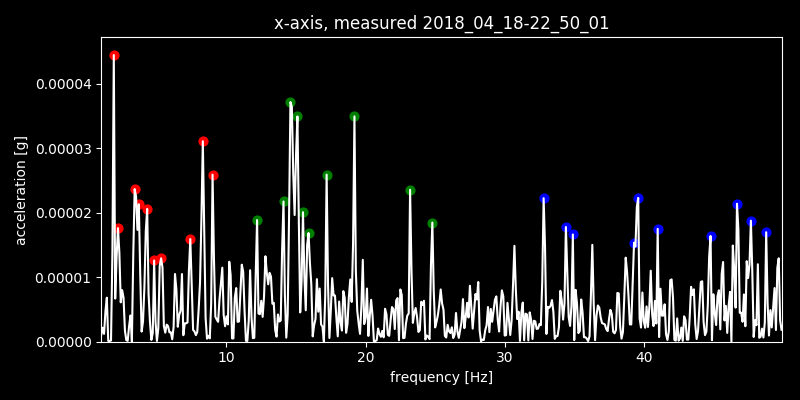 x-axis, measured 2018_04_18-22_50_01
0.00004
0.00003
0.00002
0.00001
0.00000
acceleration [g]
10 20 30 40
frequency [Hz]